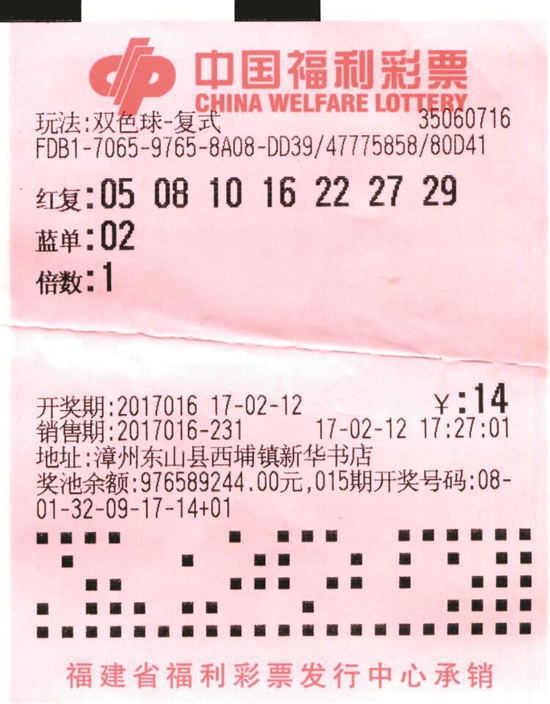 中国福利彩票
CHINA WELFARE LOTTERY
玩法:双色球-复式 35060716
FDB1-7065-9765-8A08-DD39/47775858/80D41
红复:05 08 10 16 22 27 29
蓝单:02
倍数:1
开奖期:2017016 17-02-12 ¥:14
销售期:2017016-231 17-02-12 17:27:01
地址:漳州东山县西埔镇新华书店
奖池余额:976589244.00元,015期开奖号码:08-
01-32-09-17-14+01
福建省福利彩票发行中心承销